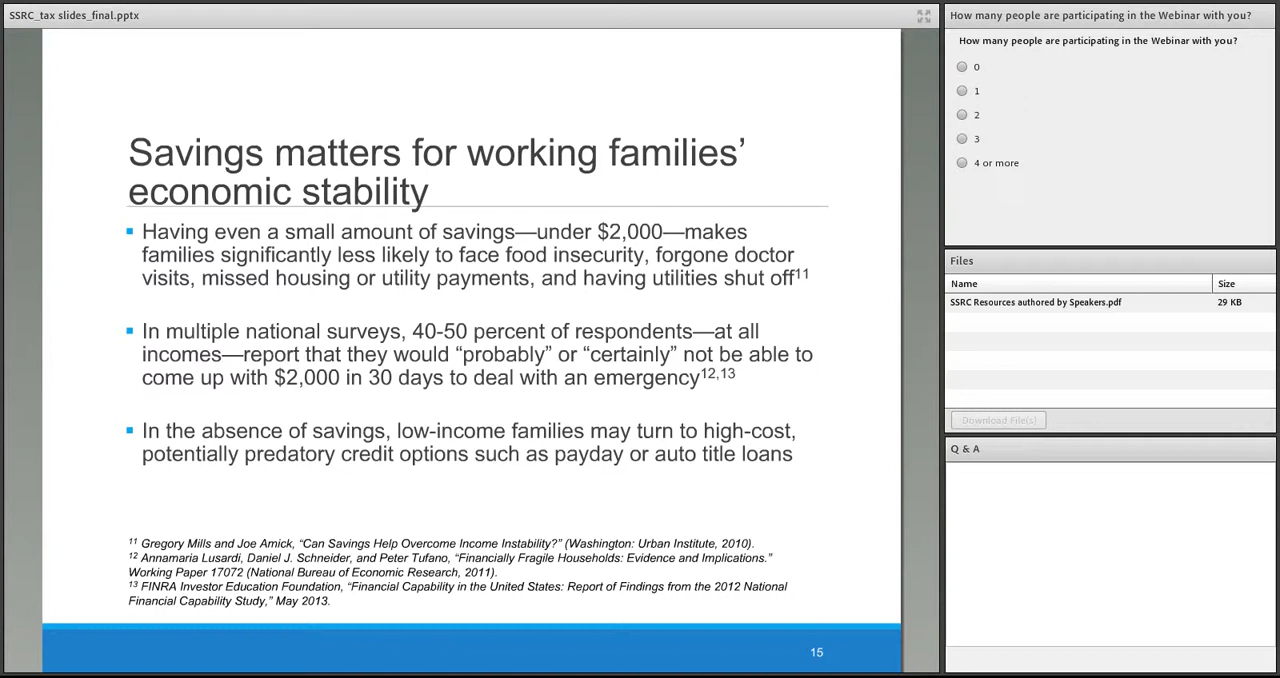 SSRC_tax slides_final.pptx
Savings matters for working families’
economic stability
▪ Having even a small amount of savings—under $2,000—makes
families significantly less likely to face food insecurity, forgone doctor
visits, missed housing or utility payments, and having utilities shut off¹¹
▪ In multiple national surveys, 40-50 percent of respondents—at all
incomes—report that they would “probably” or “certainly” not be able to
come up with $2,000 in 30 days to deal with an emergency¹²,¹³
▪ In the absence of savings, low-income families may turn to high-cost,
potentially predatory credit options such as payday or auto title loans
¹¹ Gregory Mills and Joe Amick, “Can Savings Help Overcome Income Instability?” (Washington: Urban Institute, 2010).
¹² Annamaria Lusardi, Daniel J. Schneider, and Peter Tufano, “Financially Fragile Households: Evidence and Implications.”
Working Paper 17072 (National Bureau of Economic Research, 2011).
¹³ FINRA Investor Education Foundation, “Financial Capability in the United States: Report of Findings from the 2012 National
Financial Capability Study,” May 2013.
15
How many people are participating in the Webinar with you?
How many people are participating in the Webinar with you?
0
1
2
3
4 or more
Files
Name Size
SSRC Resources authored by Speakers.pdf 29 KB
Download File(s)
Q & A